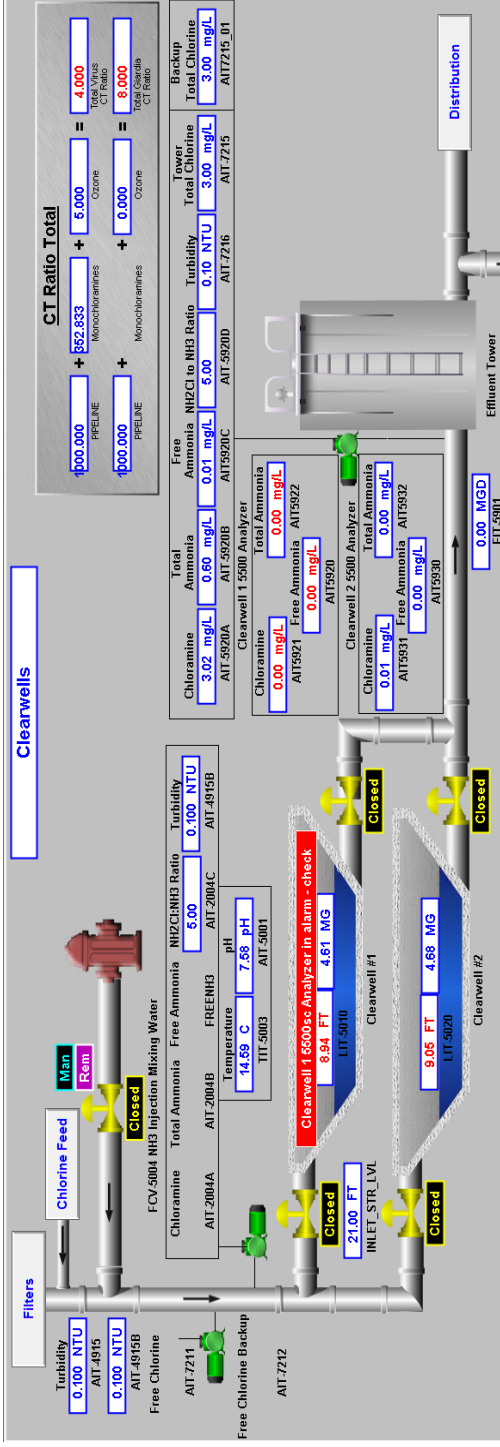 Clearwells
CT Ratio Total
1000.000 + 352.833 + 5.000 = 4.000
PIPELINE Monochloramines Ozone Total Virus
CT Ratio
1000.000 + + 0.000 = 8.000
PIPELINE Monochloramines Ozone Total Giardia
CT Ratio
Filters
Chlorine Feed
Man
Rem
Closed
FCV-5004 NH3 Injection Mixing Water
Turbidity
0.100 NTU
AIT-4915
0.100 NTU
AIT-4915B
Free Chlorine
AIT-7211
Free Chlorine Backup
AIT-7212
Chloramine Total Ammonia Free Ammonia NH2Cl:NH3 Ratio Turbidity
5.00 0.100 NTU
AIT-2004A AIT-2004B FREENH3 AIT-2004C AIT-4915B
Temperature pH
14.59 C 7.58 pH
TIT-5003 AIT-5001
Chloramine Total
Ammonia Free
Ammonia NH2Cl to NH3 Ratio Turbidity Tower
Total Chlorine Backup
Total Chlorine
3.02 mg/L 0.60 mg/L 0.01 mg/L 5.00 0.10 NTU 3.00 mg/L 3.00 mg/L
AIT-5920A AIT-5920B AIT5920C AIT-5920D AIT-7216 AIT-7215 AIT7215_01
Clearwell 1 5500 Analyzer
Chloramine Total Ammonia
0.00 mg/L 0.00 mg/L
AIT5921 Free Ammonia AIT5922
0.00 mg/L
AIT5920
Clearwell 2 5500 Analyzer
Chloramine Total Ammonia
0.01 mg/L 0.00 mg/L
AIT5931 Free Ammonia AIT5932
0.00 mg/L
AIT5930
Clearwell 1 5500sc Analyzer in alarm - check
8.94 FT 4.61 MG
LIT-5010
Clearwell #1
Closed
Closed
21.00 FT
INLET_STR_LVL
9.05 FT 4.68 MG
LIT-5020
Clearwell #2
Closed
Closed
0.00 MGD
FIT-5901
Effluent Tower
Distribution